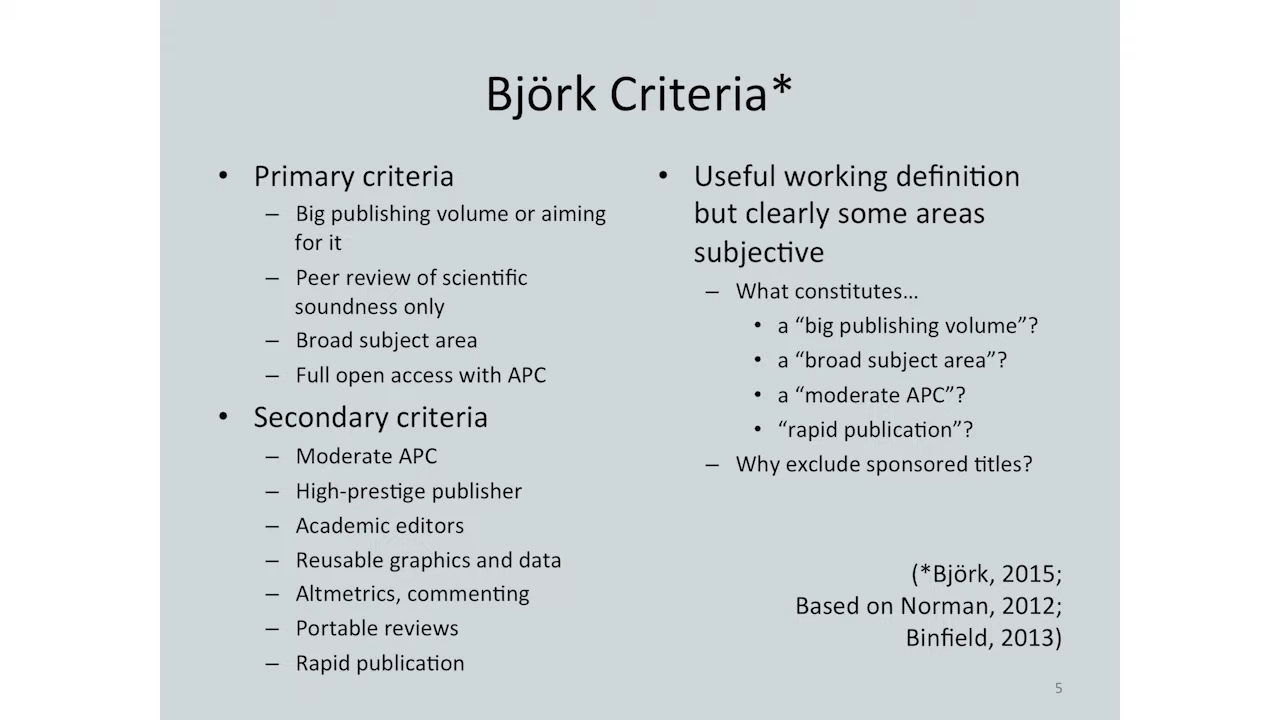 Björk Criteria*
• Primary criteria
– Big publishing volume or aiming
for it
– Peer review of scientific
soundness only
– Broad subject area
– Full open access with APC
• Secondary criteria
– Moderate APC
– High-prestige publisher
– Academic editors
– Reusable graphics and data
– Altmetrics, commenting
– Portable reviews
– Rapid publication
• Useful working definition
but clearly some areas
subjective
– What constitutes…
• a “big publishing volume”?
• a “broad subject area”?
• a “moderate APC”?
• “rapid publication”?
– Why exclude sponsored titles?
(*Björk, 2015;
Based on Norman, 2012;
Binfield, 2013)
5